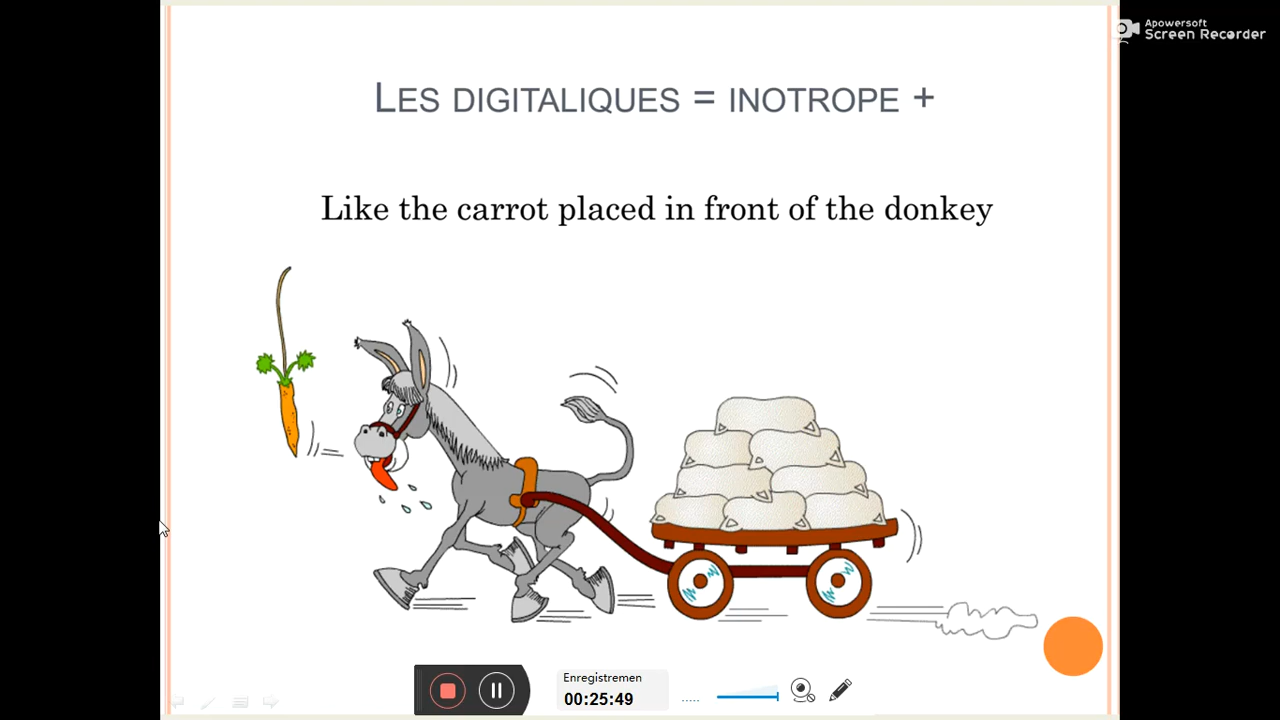 Apowersoft
Screen Recorder
LES DIGITALIQUES = INOTROPE +
Like the carrot placed in front of the donkey
Enregistremen
00:25:49